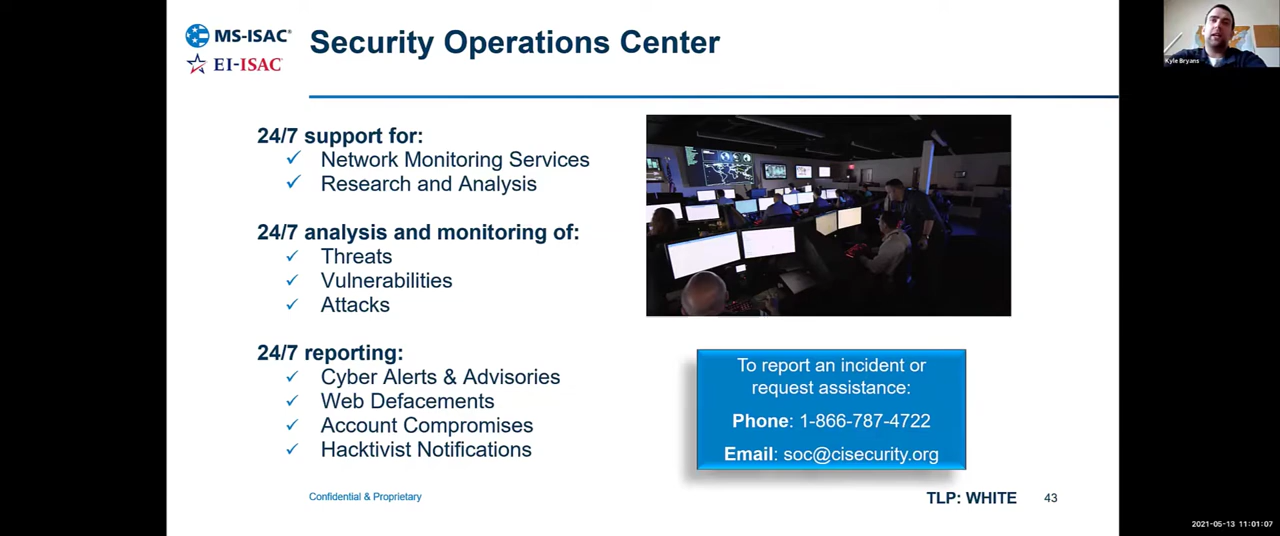 MS-ISAC®
EI-ISAC®
Security Operations Center
Kyle Bryans
24/7 support for:
Network Monitoring Services
Research and Analysis
24/7 analysis and monitoring of:
Threats
Vulnerabilities
Attacks
24/7 reporting:
Cyber Alerts & Advisories
Web Defacements
Account Compromises
Hacktivist Notifications
To report an incident or
request assistance:
Phone: 1-866-787-4722
Email: soc@cisecurity.org
Confidential & Proprietary
TLP: WHITE
43
2021-05-13 11:01:07